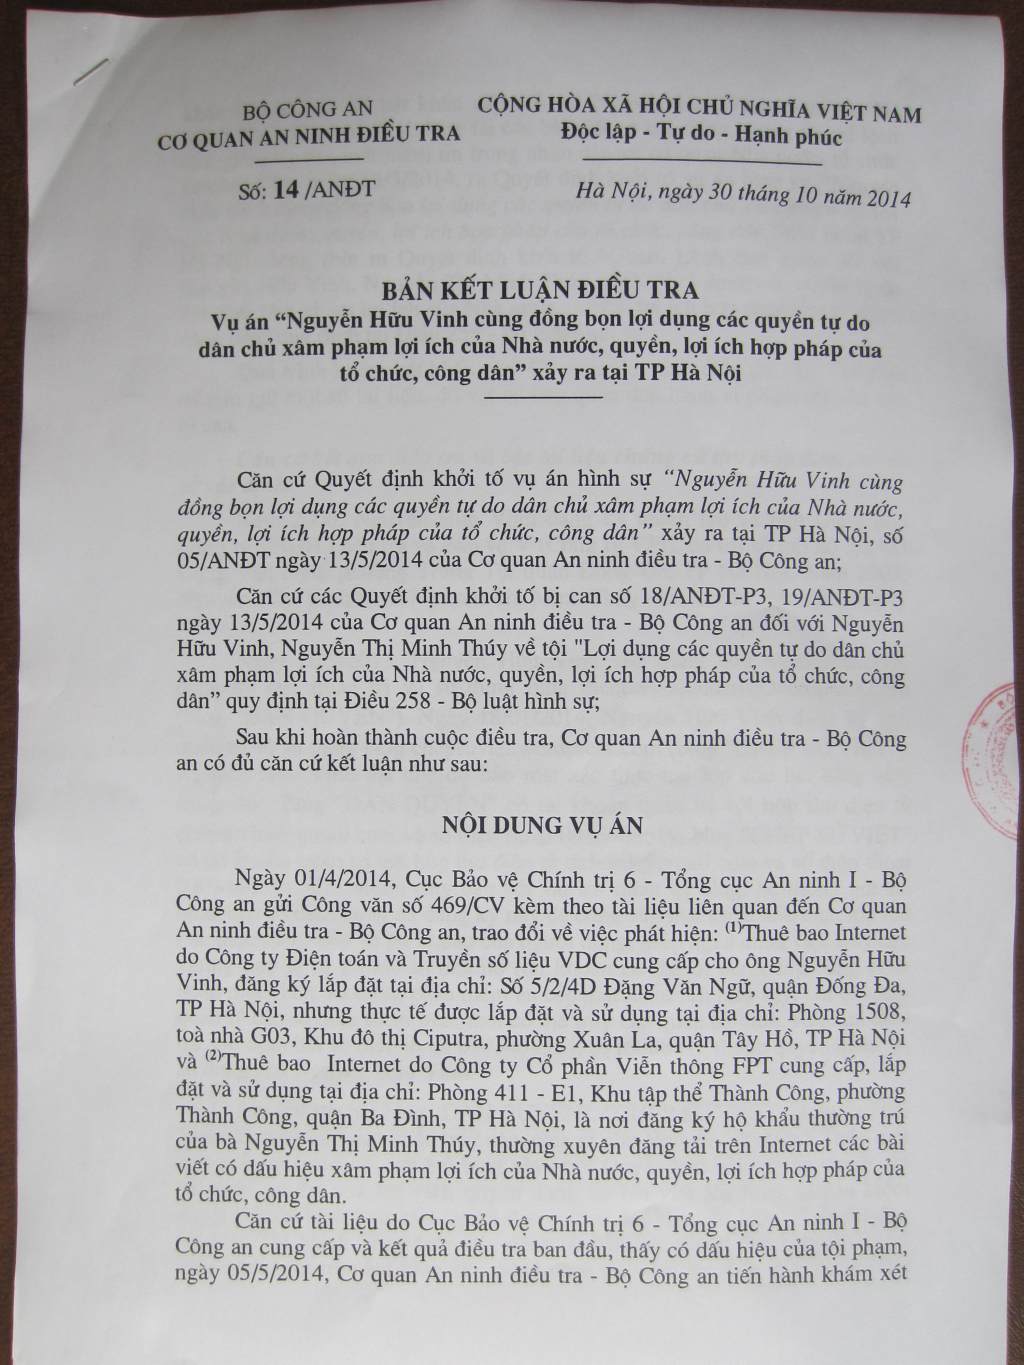 BỘ CÔNG AN
CƠ QUAN AN NINH ĐIỀU TRA
CỘNG HÒA XÃ HỘI CHỦ NGHĨA VIỆT NAM
Độc lập - Tự do - Hạnh phúc
Số: 14 /ANĐT
Hà Nội, ngày 30 tháng 10 năm 2014
BẢN KẾT LUẬN ĐIỀU TRA
Vụ án “Nguyễn Hữu Vinh cùng đồng bọn lợi dụng các quyền tự do
dân chủ xâm phạm lợi ích của Nhà nước, quyền, lợi ích hợp pháp của
tổ chức, công dân” xảy ra tại TP Hà Nội
Căn cứ Quyết định khởi tố vụ án hình sự “Nguyễn Hữu Vinh cùng
đồng bọn lợi dụng các quyền tự do dân chủ xâm phạm lợi ích của Nhà nước,
quyền, lợi ích hợp pháp của tổ chức, công dân” xảy ra tại TP Hà Nội, số
05/ANĐT ngày 13/5/2014 của Cơ quan An ninh điều tra - Bộ Công an;
Căn cứ các Quyết định khởi tố bị can số 18/ANĐT-P3, 19/ANĐT-P3
ngày 13/5/2014 của Cơ quan An ninh điều tra - Bộ Công an đối với Nguyễn
Hữu Vinh, Nguyễn Thị Minh Thúy về tội "Lợi dụng các quyền tự do dân chủ
xâm phạm lợi ích của Nhà nước, quyền, lợi ích hợp pháp của tổ chức, công
dân” quy định tại Điều 258 - Bộ luật hình sự;
Sau khi hoàn thành cuộc điều tra, Cơ quan An ninh điều tra - Bộ Công
an có đủ căn cứ kết luận như sau:
NỘI DUNG VỤ ÁN
Ngày 01/4/2014, Cục Bảo vệ Chính trị 6 - Tổng cục An ninh I - Bộ
Công an gửi Công văn số 469/CV kèm theo tài liệu liên quan đến Cơ quan
An ninh điều tra - Bộ Công an, trao đổi về việc phát hiện: (1)Thuê bao Internet
do Công ty Điện toán và Truyền số liệu VDC cung cấp cho ông Nguyễn Hữu
Vinh, đăng ký lắp đặt tại địa chỉ: Số 5/2/4D Đặng Văn Ngữ, quận Đống Đa,
TP Hà Nội, nhưng thực tế được lắp đặt và sử dụng tại địa chỉ: Phòng 1508,
toà nhà G03, Khu đô thị Ciputra, phường Xuân La, quận Tây Hồ, TP Hà Nội
và (2)Thuê bao Internet do Công ty Cổ phần Viễn thông FPT cung cấp, lắp
đặt và sử dụng tại địa chỉ: Phòng 411 - E1, Khu tập thể Thành Công, phường
Thành Công, quận Ba Đình, TP Hà Nội, là nơi đăng ký hộ khẩu thường trú
của bà Nguyễn Thị Minh Thúy, thường xuyên đăng tải trên Internet các bài
viết có dấu hiệu xâm phạm lợi ích của Nhà nước, quyền, lợi ích hợp pháp của
tổ chức, công dân.
Căn cứ tài liệu do Cục Bảo vệ Chính trị 6 - Tổng cục An ninh I - Bộ
Công an cung cấp và kết quả điều tra ban đầu, thấy có dấu hiệu của tội phạm,
ngày 05/5/2014, Cơ quan An ninh điều tra - Bộ Công an tiến hành khám xét